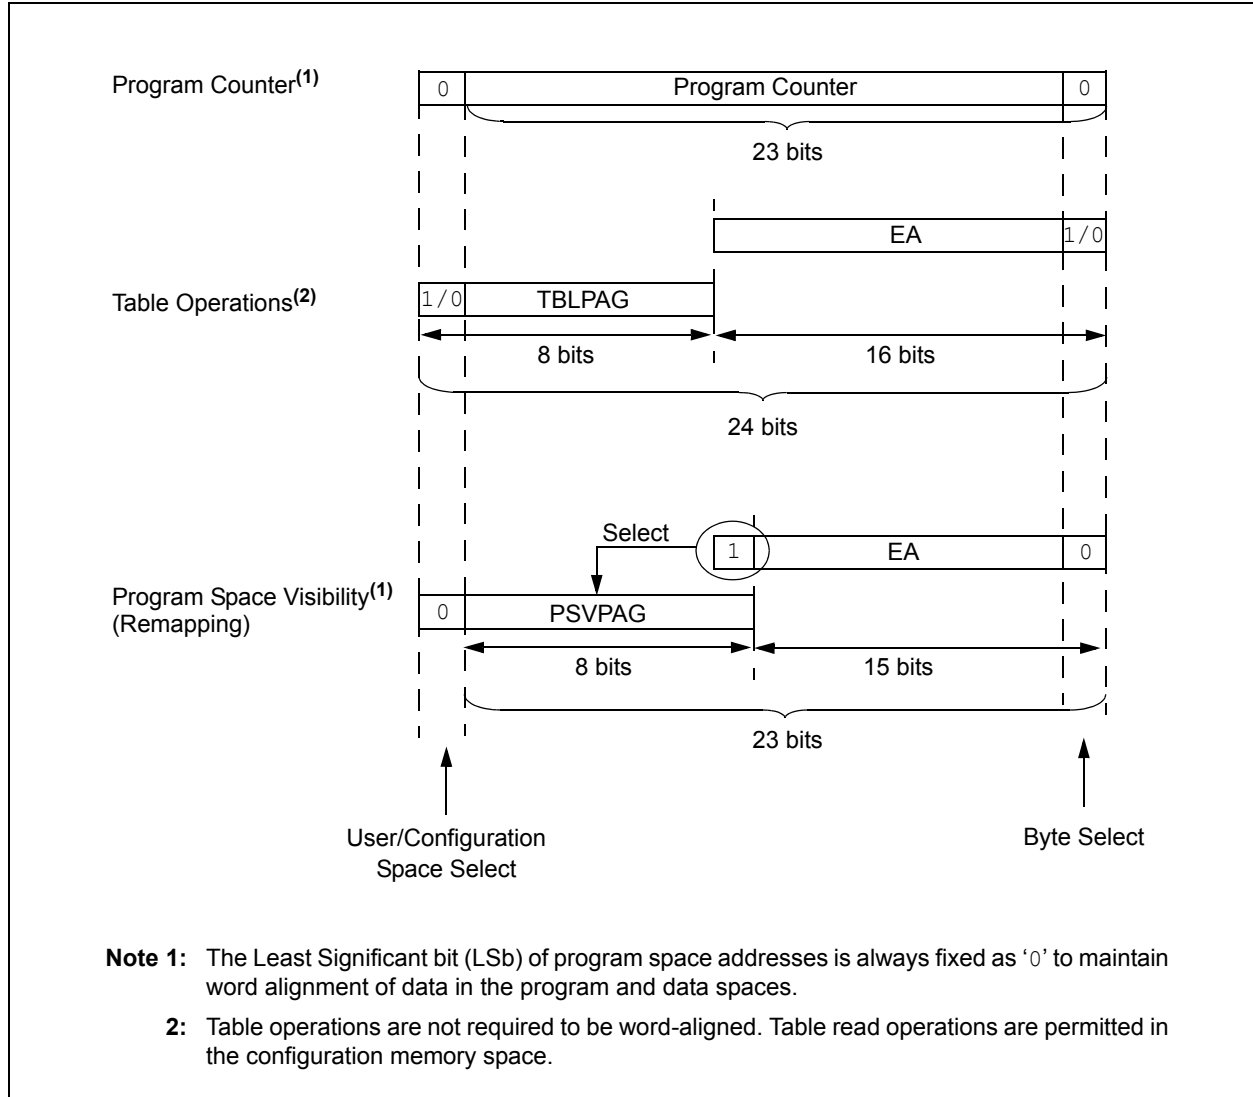 Program Counter(1)
0
Program Counter
0
23 bits
EA
1/0
Table Operations(2)
1/0
TBLPAG
8 bits
16 bits
24 bits
Select
1
EA
0
Program Space Visibility(1)
(Remapping)
0
PSVPAG
8 bits
15 bits
23 bits
User/Configuration
Space Select
Byte Select
Note 1: The Least Significant bit (LSb) of program space addresses is always fixed as ‘0’ to maintain
word alignment of data in the program and data spaces.
2: Table operations are not required to be word-aligned. Table read operations are permitted in
the configuration memory space.